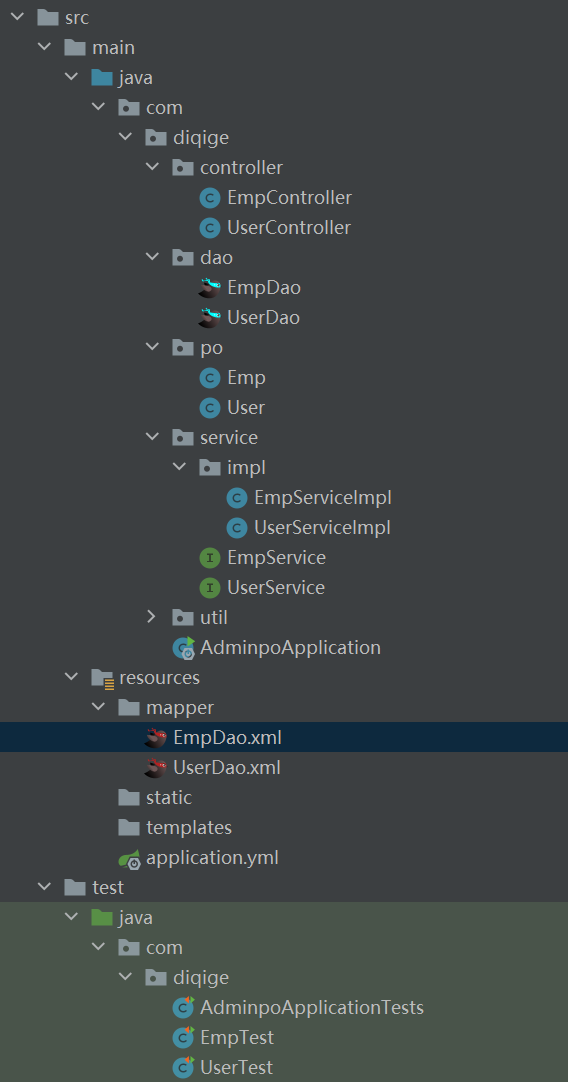 src
main
java
com
diqige
controller
EmpController
UserController
dao
EmpDao
UserDao
po
Emp
User
service
impl
EmpServiceImpl
UserServiceImpl
EmpService
UserService
util
AdminpoApplication
resources
mapper
EmpDao.xml
UserDao.xml
static
templates
application.yml
test
java
com
diqige
AdminpoApplicationTests
EmpTest
UserTest